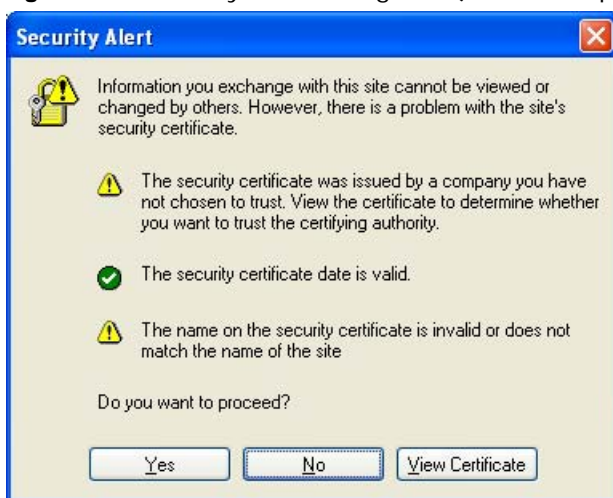 Security Alert
Information you exchange with this site cannot be viewed or
changed by others. However, there is a problem with the site's
security certificate.
The security certificate was issued by a company you have
not chosen to trust. View the certificate to determine whether
you want to trust the certifying authority.
The security certificate date is valid.
The name on the security certificate is invalid or does not
match the name of the site
Do you want to proceed?
Yes No View Certificate